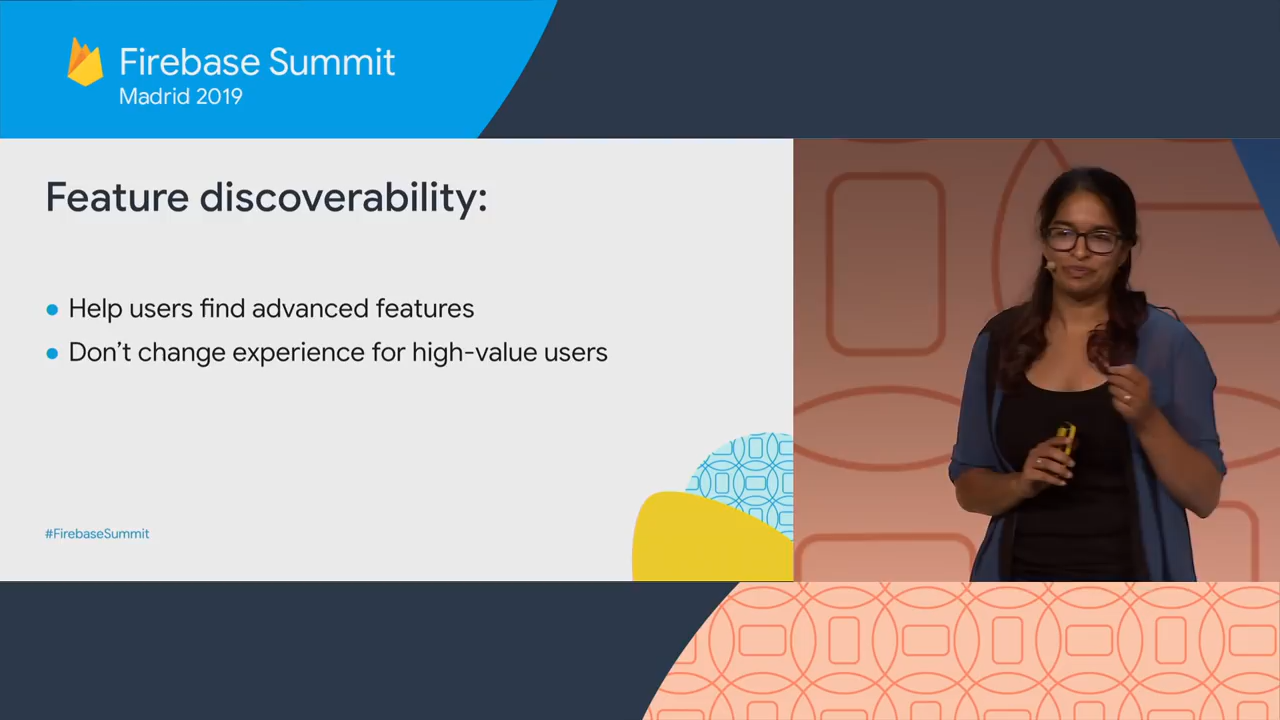 Firebase Summit
Madrid 2019
Feature discoverability:
● Help users find advanced features
● Don’t change experience for high-value users
#FirebaseSummit